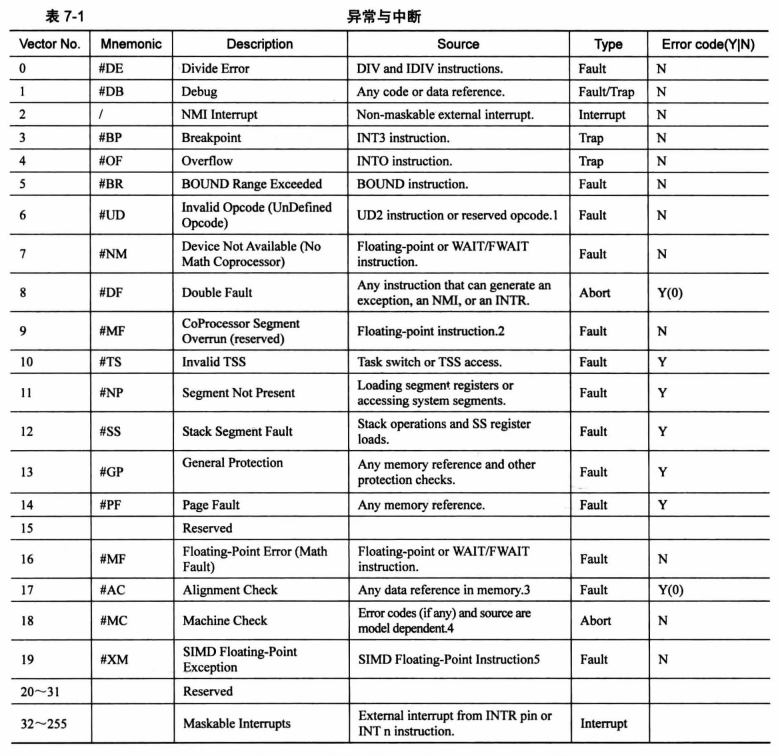 表 7-1 异常与中断
Vector No. Mnemonic Description Source Type Error code(Y|N)
0 #DE Divide Error DIV and IDIV instructions. Fault N
1 #DB Debug Any code or data reference. Fault/Trap N
2 / NMI Interrupt Non-maskable external interrupt. Interrupt N
3 #BP Breakpoint INT3 instruction. Trap N
4 #OF Overflow INTO instruction. Trap N
5 #BR BOUND Range Exceeded BOUND instruction. Fault N
6 #UD Invalid Opcode (UnDefined
Opcode) UD2 instruction or reserved opcode.1 Fault N
7 #NM Device Not Available (No
Math Coprocessor) Floating-point or WAIT/FWAIT
instruction. Fault N
8 #DF Double Fault Any instruction that can generate an
exception, an NMI, or an INTR. Abort Y(0)
9 #MF CoProcessor Segment
Overrun (reserved) Floating-point instruction.2 Fault N
10 #TS Invalid TSS Task switch or TSS access. Fault Y
11 #NP Segment Not Present Loading segment registers or
accessing system segments. Fault Y
12 #SS Stack Segment Fault Stack operations and SS register
loads. Fault Y
13 #GP General Protection Any memory reference and other
protection checks. Fault Y
14 #PF Page Fault Any memory reference. Fault Y
15 Reserved
16 #MF Floating-Point Error (Math
Fault) Floating-point or WAIT/FWAIT
instruction. Fault N
17 #AC Alignment Check Any data reference in memory.3 Fault Y(0)
18 #MC Machine Check Error codes (if any) and source are
model dependent.4 Abort N
19 #XM SIMD Floating-Point
Exception SIMD Floating-Point Instruction5 Fault N
20～31 Reserved
32～255 Maskable Interrupts External interrupt from INTR pin or
INT n instruction. Interrupt